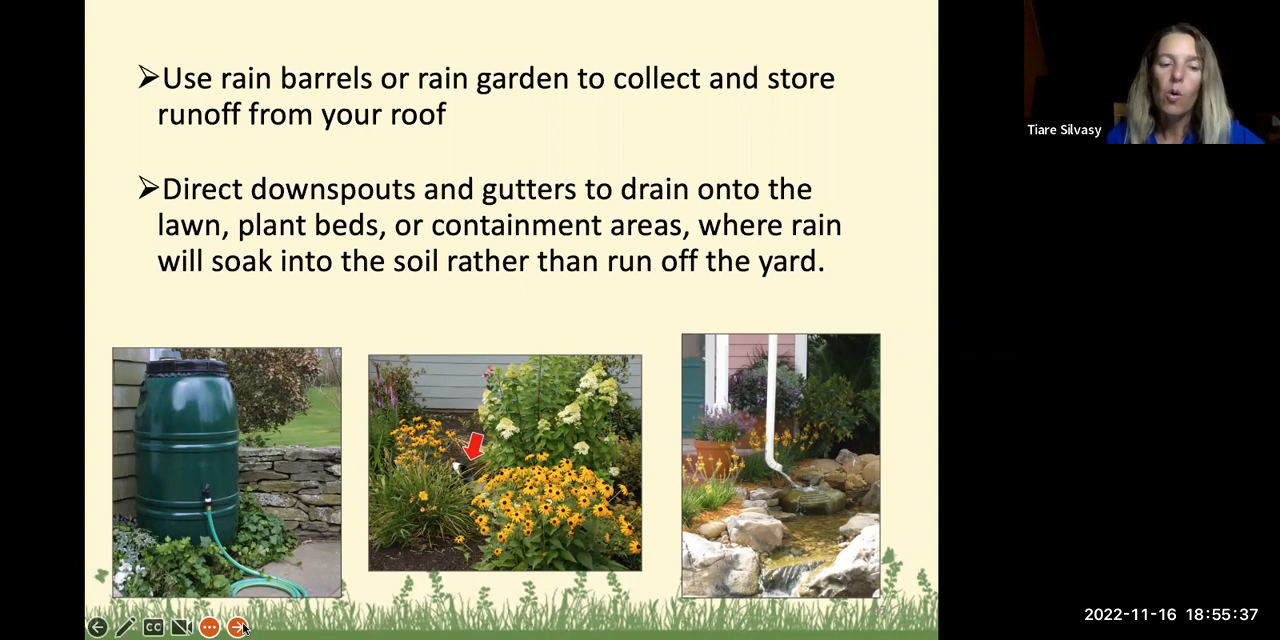 ➢Use rain barrels or rain garden to collect and store
runoff from your roof
➢Direct downspouts and gutters to drain onto the
lawn, plant beds, or containment areas, where rain
will soak into the soil rather than run off the yard.
Tiare Silvasy
CC
2022-11-16 18:55:37